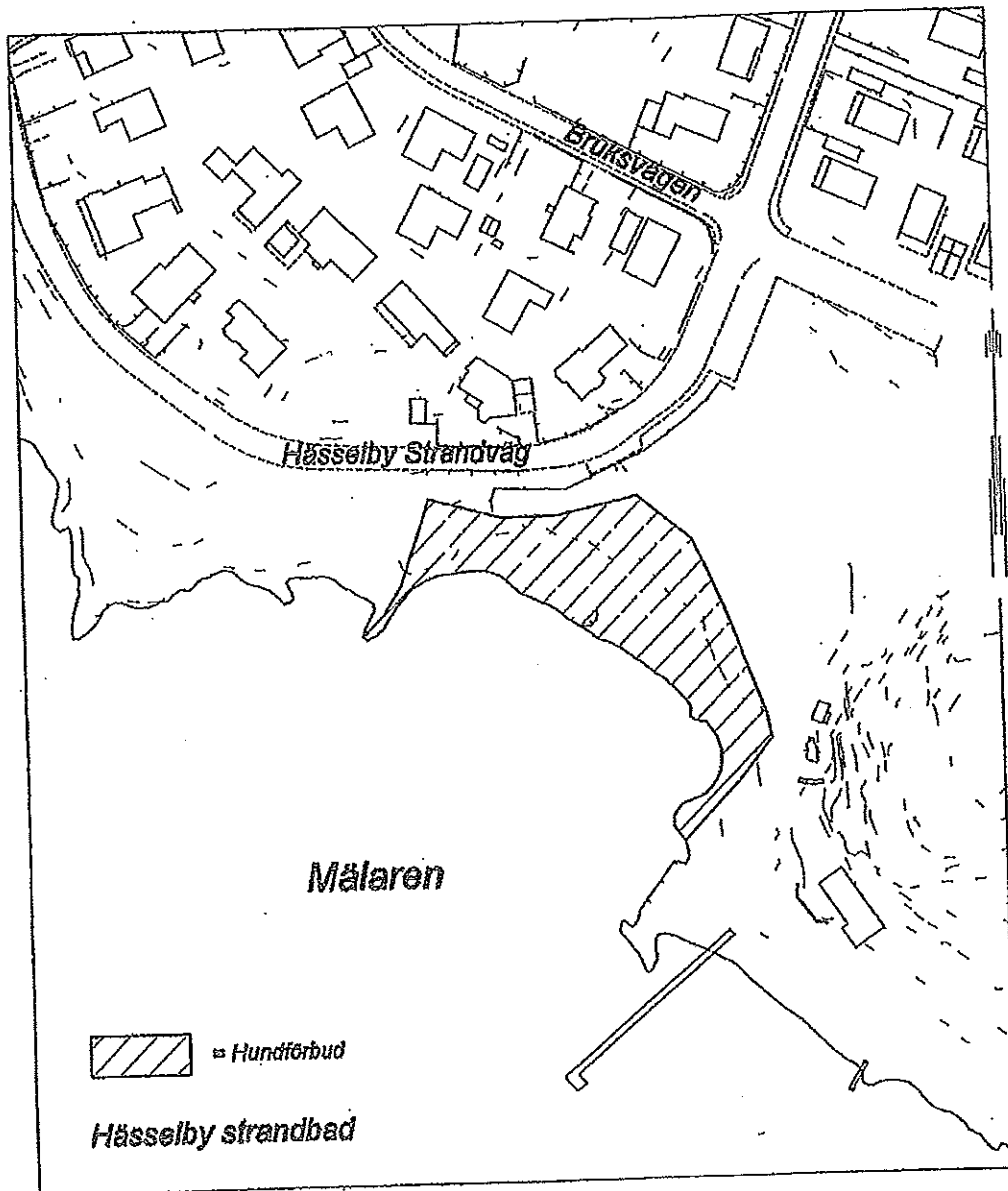 Bruksvägen
Hässelby Strandväg
Mälaren
= Hundförbud
Hässelby strandbad